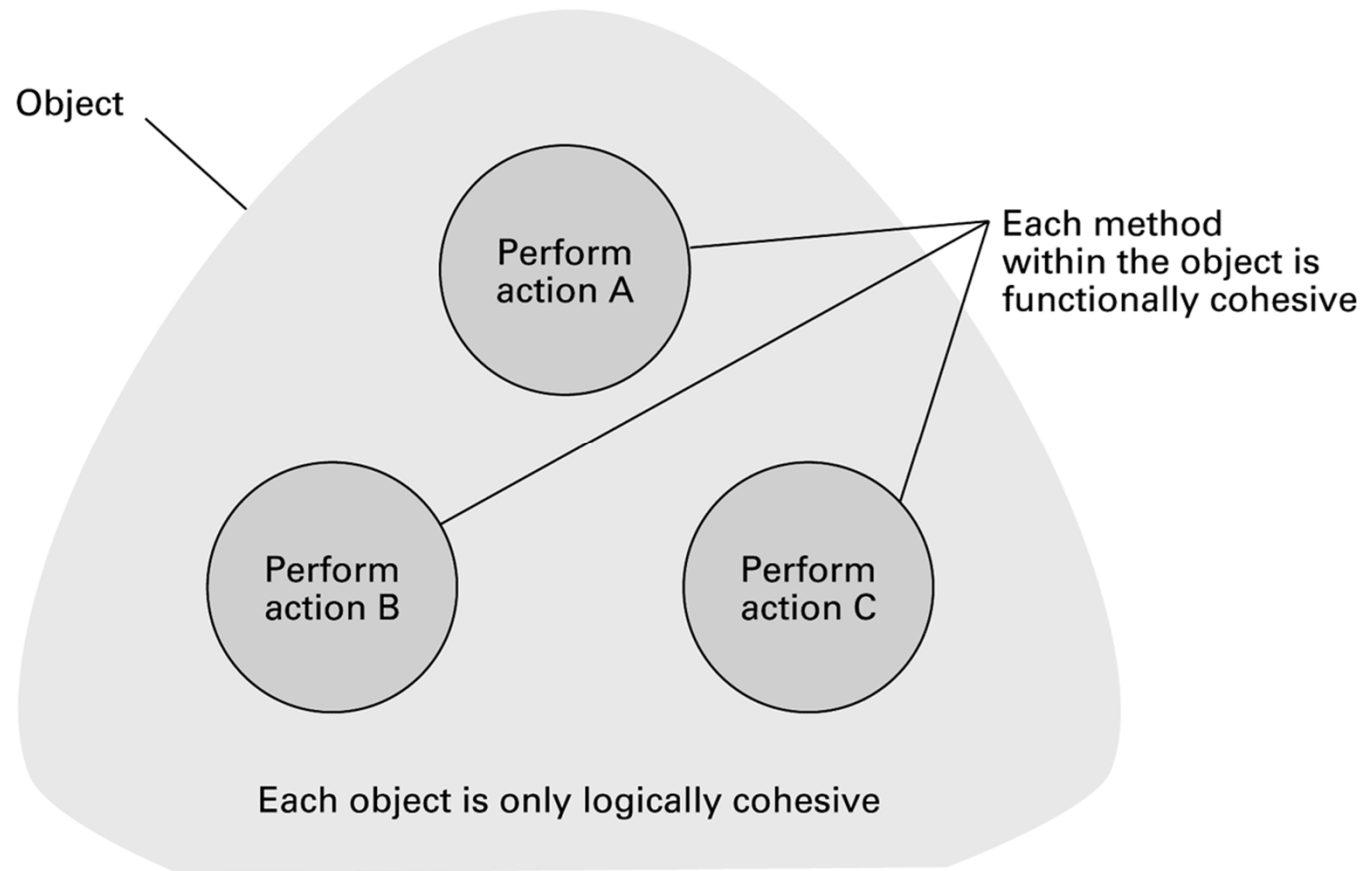 Object
Perform
action A
Each method
within the object is
functionally cohesive
Perform
action B
Perform
action C
Each object is only logically cohesive